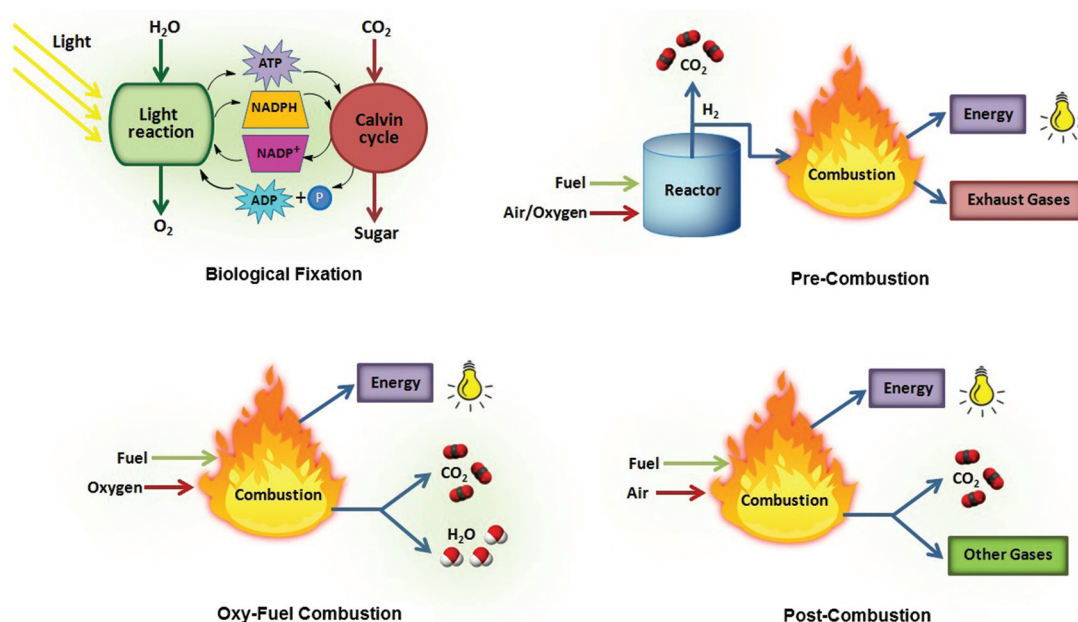 Light
H₂O
CO₂
ATP
NADPH
Light
reaction
Calvin
cycle
NADP⁺
ADP + P
O₂
Sugar
Biological Fixation
CO₂
H₂
Energy
Fuel
Reactor
Combustion
Air/Oxygen
Exhaust Gases
Pre-Combustion
Energy
Fuel
Oxygen
Combustion
CO₂
H₂O
Oxy-Fuel Combustion
Energy
Fuel
Air
Combustion
CO₂
Other Gases
Post-Combustion